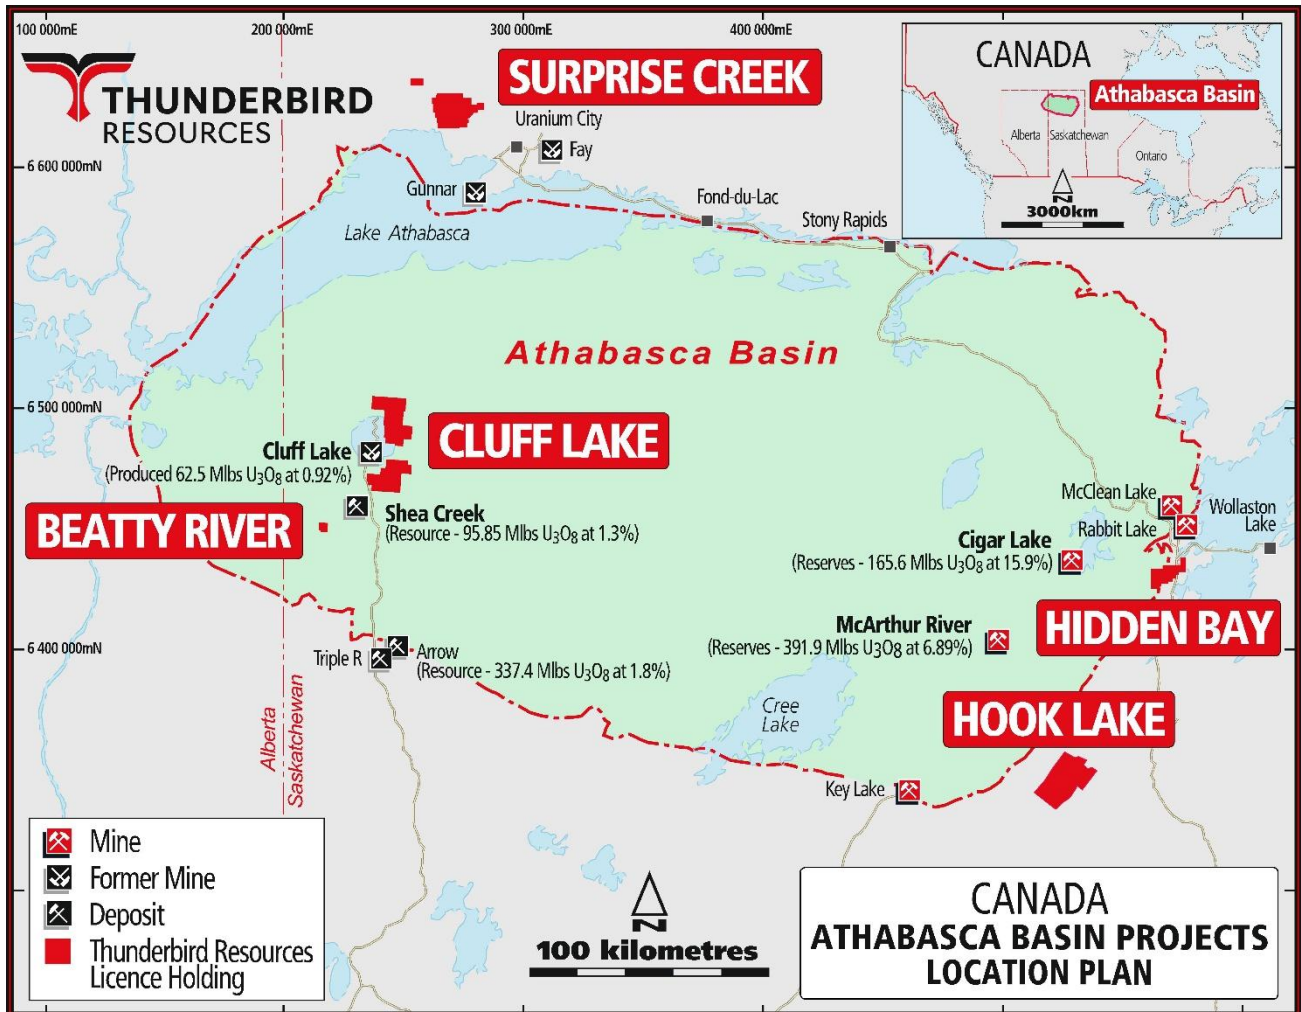 100 000mE
200 000mE
300 000mE
400 000mE
THUNDERBIRD
RESOURCES
SURPRISE CREEK
CANADA
Athabasca Basin
Alberta
Saskatchewan
Ontario
N
3000km
Uranium City
Fay
6 600 000mN
Gunnar
Fond-du-Lac
Lake Athabasca
Stony Rapids
Athabasca Basin
6 500 000mN
CLUFF LAKE
Cluff Lake
(Produced 62.5 Mlbs U₃O₈ at 0.92%)
BEATTY RIVER
Shea Creek
(Resource - 95.85 Mlbs U₃O₈ at 1.3%)
McClean Lake
Rabbit Lake
Wollaston
Lake
Cigar Lake
(Reserves - 165.6 Mlbs U₃O₈ at 15.9%)
HIDDEN BAY
McArthur River
(Reserves - 391.9 Mlbs U₃O₈ at 6.89%)
6 400 000mN
Triple R
Arrow
(Resource - 337.4 Mlbs U₃O₈ at 1.8%)
Cree
Lake
HOOK LAKE
Alberta
Saskatchewan
Key Lake
Mine
Former Mine
Deposit
Thunderbird Resources
Licence Holding
N
100 kilometres
CANADA
ATHABASCA BASIN PROJECTS
LOCATION PLAN